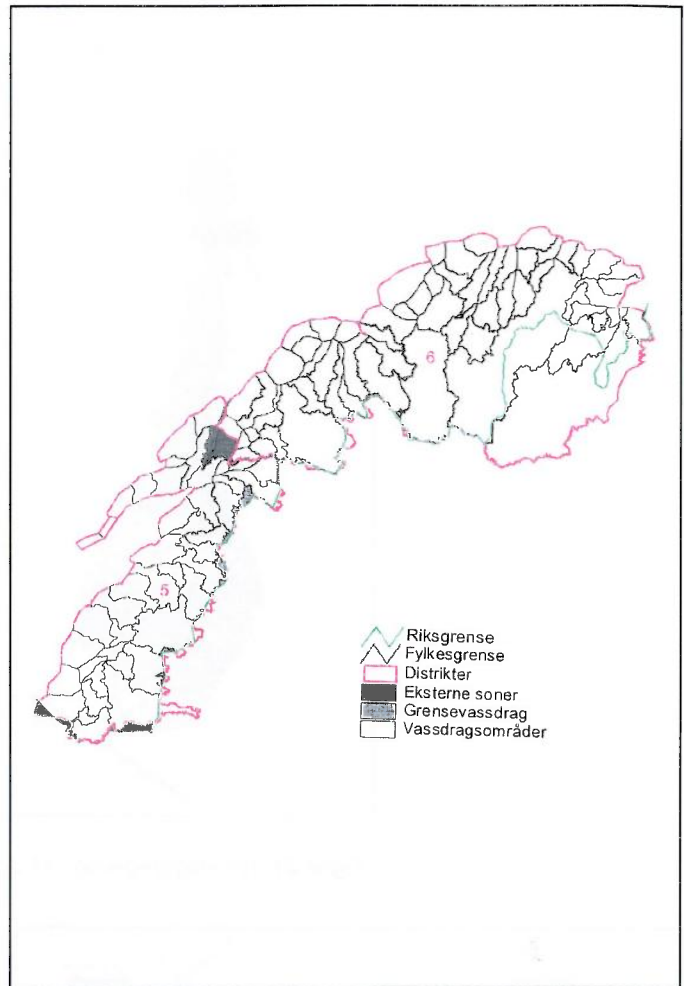 6
5
Riksgrense
Fylkesgrense
Distrikter
Eksterne soner
Grensevassdrag
Vassdragsområder